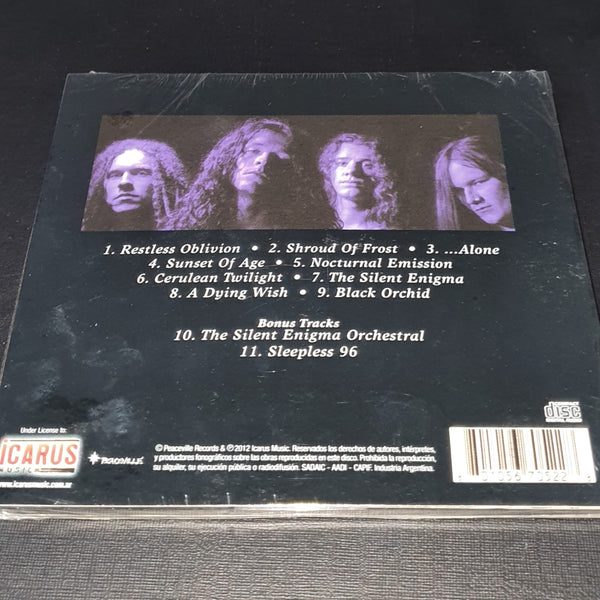 1. Restless Oblivion • 2. Shroud Of Frost • 3. ...Alone
4. Sunset Of Age • 5. Nocturnal Emission
6. Cerulean Twilight • 7. The Silent Enigma
8. A Dying Wish • 9. Black Orchid
Bonus Tracks
10. The Silent Enigma Orchestral
11. Sleepless 96
disc
Under License to:
iCARUS
MUSIC
PEACEVILLE
© Peaceville Records & ℗2012 Icarus Music. Reservados los derechos de autores, intérpretes,
y productores fonográficos sobre las obras reproducidas en este disco. Prohibida la reproducción,
su alquiler, su ejecución pública o radiodifusión. SADAIC - AADI - CAPIF. Industria Argentina.